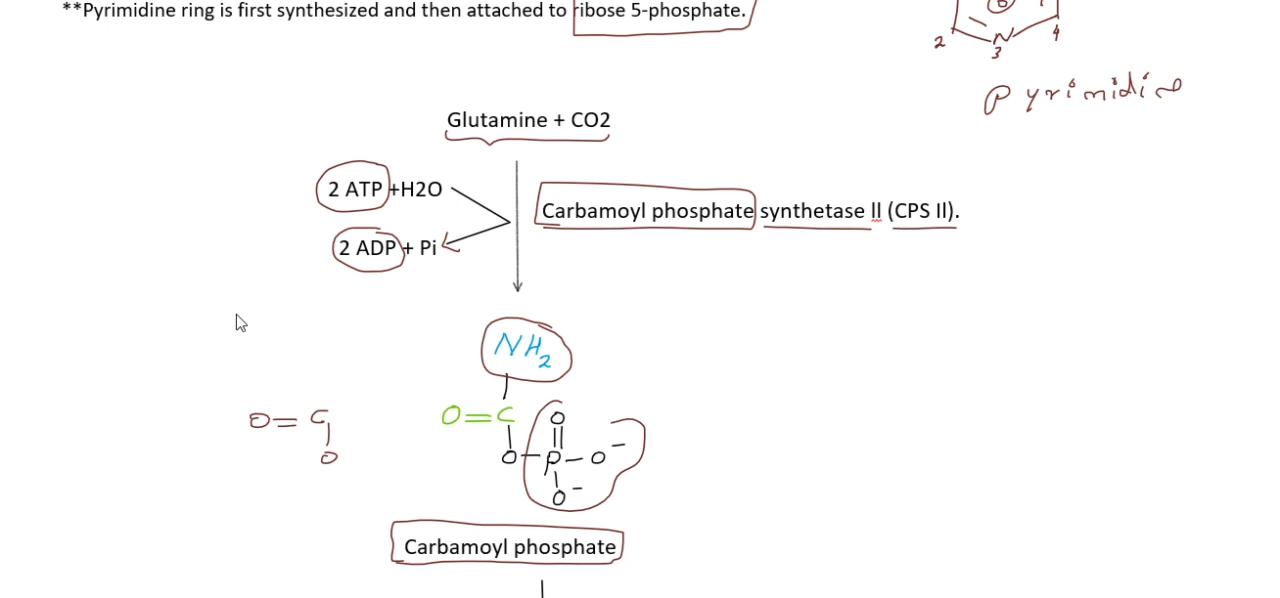 **Pyrimidine ring is first synthesized and then attached to ribose 5-phosphate.
2 N 3 4
Pyrimidine
Glutamine + CO2
2 ATP +H2O
Carbamoyl phosphate synthetase II (CPS II).
2 ADP + Pi
NH2
O=C
O
O=C
O
O-P-O-
O-
Carbamoyl phosphate